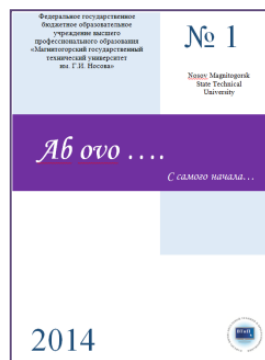 Федеральное государственное
бюджетное образовательное
учреждение высшего
профессионального образования
«Магнитогорский государственный
технический университет
им. Г.И. Носова»
№ 1
Nosov Magnitogorsk
State Technical
University
Ab ovo ….
С самого начала…
2014